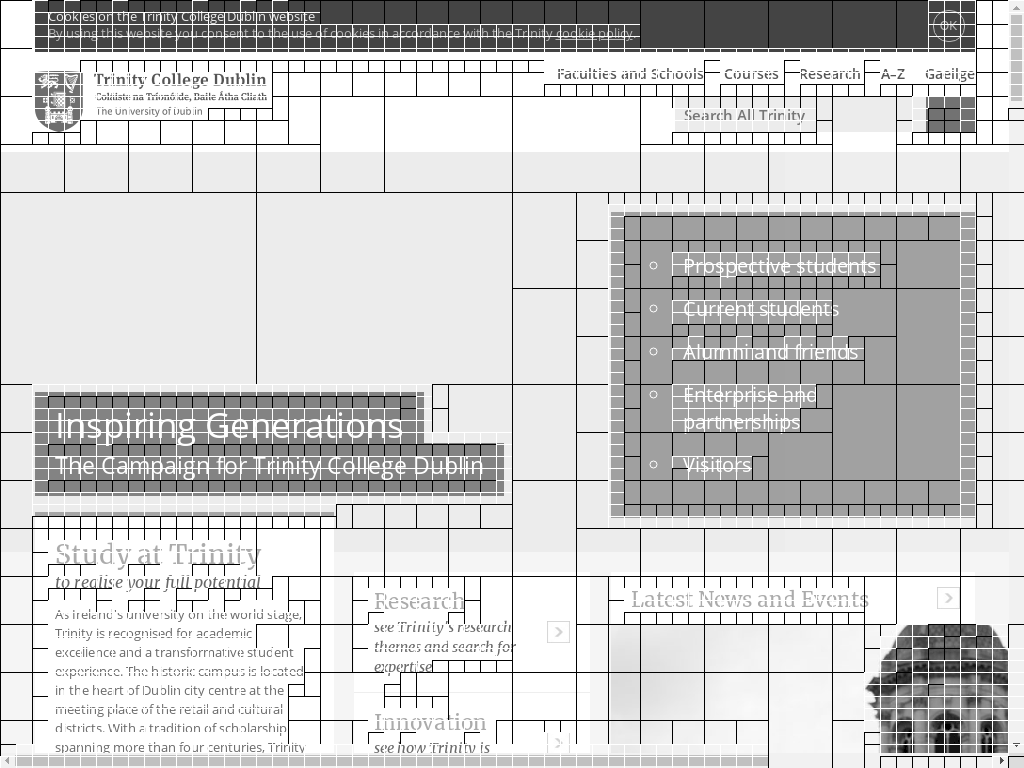 Cookies on the Trinity College Dublin website
By using this website you consent to the use of cookies in accordance with the Trinity cookie policy
OK
Trinity College Dublin
Coláiste na Tríonóide, Baile Átha Cliath
The University of Dublin
Faculties and Schools
Courses
Research
A–Z
Gaeilge
Search All Trinity
Prospective students
Current students
Alumni and friends
Enterprise and
partnerships
Visitors
Inspiring Generations
The Campaign for Trinity College Dublin
Study at Trinity
to realise your full potential
As Ireland's university on the world stage,
Trinity is recognised for academic
excellence and a transformative student
experience. The historic campus is located
in the heart of Dublin city centre at the
meeting place of the retail and cultural
districts. With a tradition of scholarship
spanning more than four centuries, Trinity
Research
see Trinity's research
themes and search for
expertise
Innovation
see how Trinity is
Latest News and Events